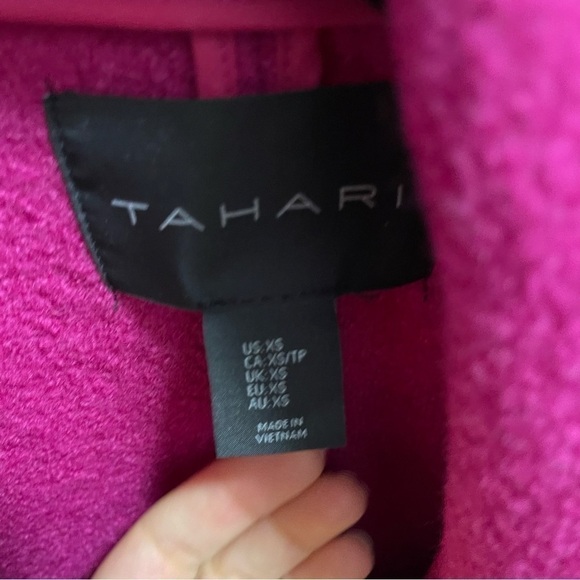 TAHARI
US: XS
CA: XS/TP
UK: XS
EU: XS
AU: XS
MADE IN
VIETNAM